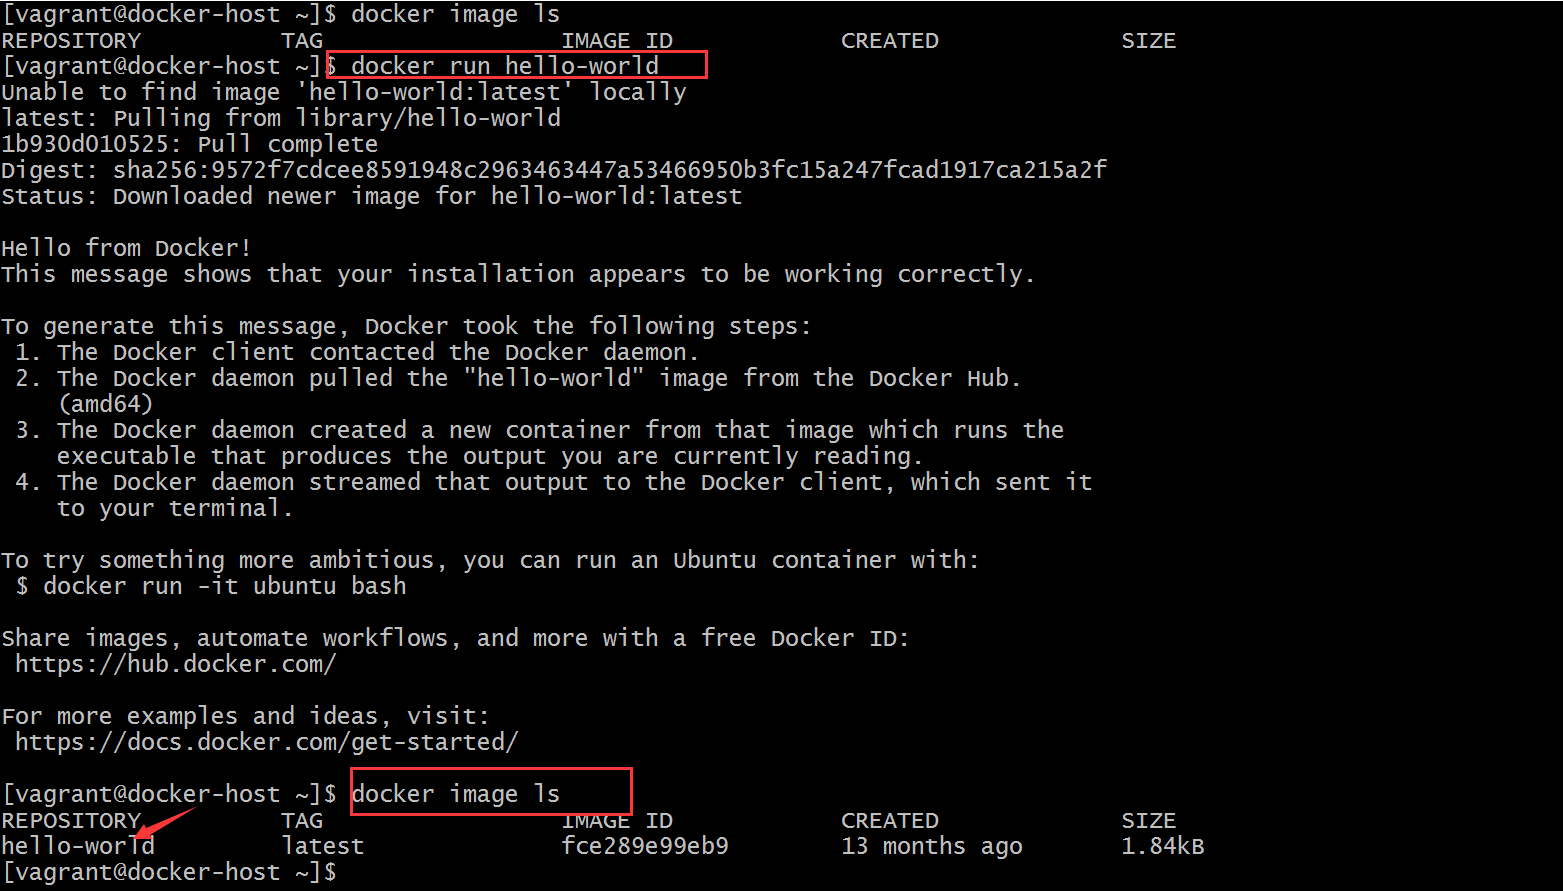 [vagrant@docker-host ~]$ docker image ls
REPOSITORY          TAG                 IMAGE ID            CREATED             SIZE
[vagrant@docker-host ~]$ docker run hello-world
Unable to find image 'hello-world:latest' locally
latest: Pulling from library/hello-world
1b930d010525: Pull complete
Digest: sha256:9572f7cdcee8591948c2963463447a53466950b3fc15a247fcad1917ca215a2f
Status: Downloaded newer image for hello-world:latest

Hello from Docker!
This message shows that your installation appears to be working correctly.

To generate this message, Docker took the following steps:
 1. The Docker client contacted the Docker daemon.
 2. The Docker daemon pulled the "hello-world" image from the Docker Hub.
    (amd64)
 3. The Docker daemon created a new container from that image which runs the
    executable that produces the output you are currently reading.
 4. The Docker daemon streamed that output to the Docker client, which sent it
    to your terminal.

To try something more ambitious, you can run an Ubuntu container with:
 $ docker run -it ubuntu bash

Share images, automate workflows, and more with a free Docker ID:
 https://hub.docker.com/

For more examples and ideas, visit:
 https://docs.docker.com/get-started/

[vagrant@docker-host ~]$ docker image ls
REPOSITORY          TAG                 IMAGE ID            CREATED             SIZE
hello-world         latest              fce289e99eb9        13 months ago       1.84kB
[vagrant@docker-host ~]$